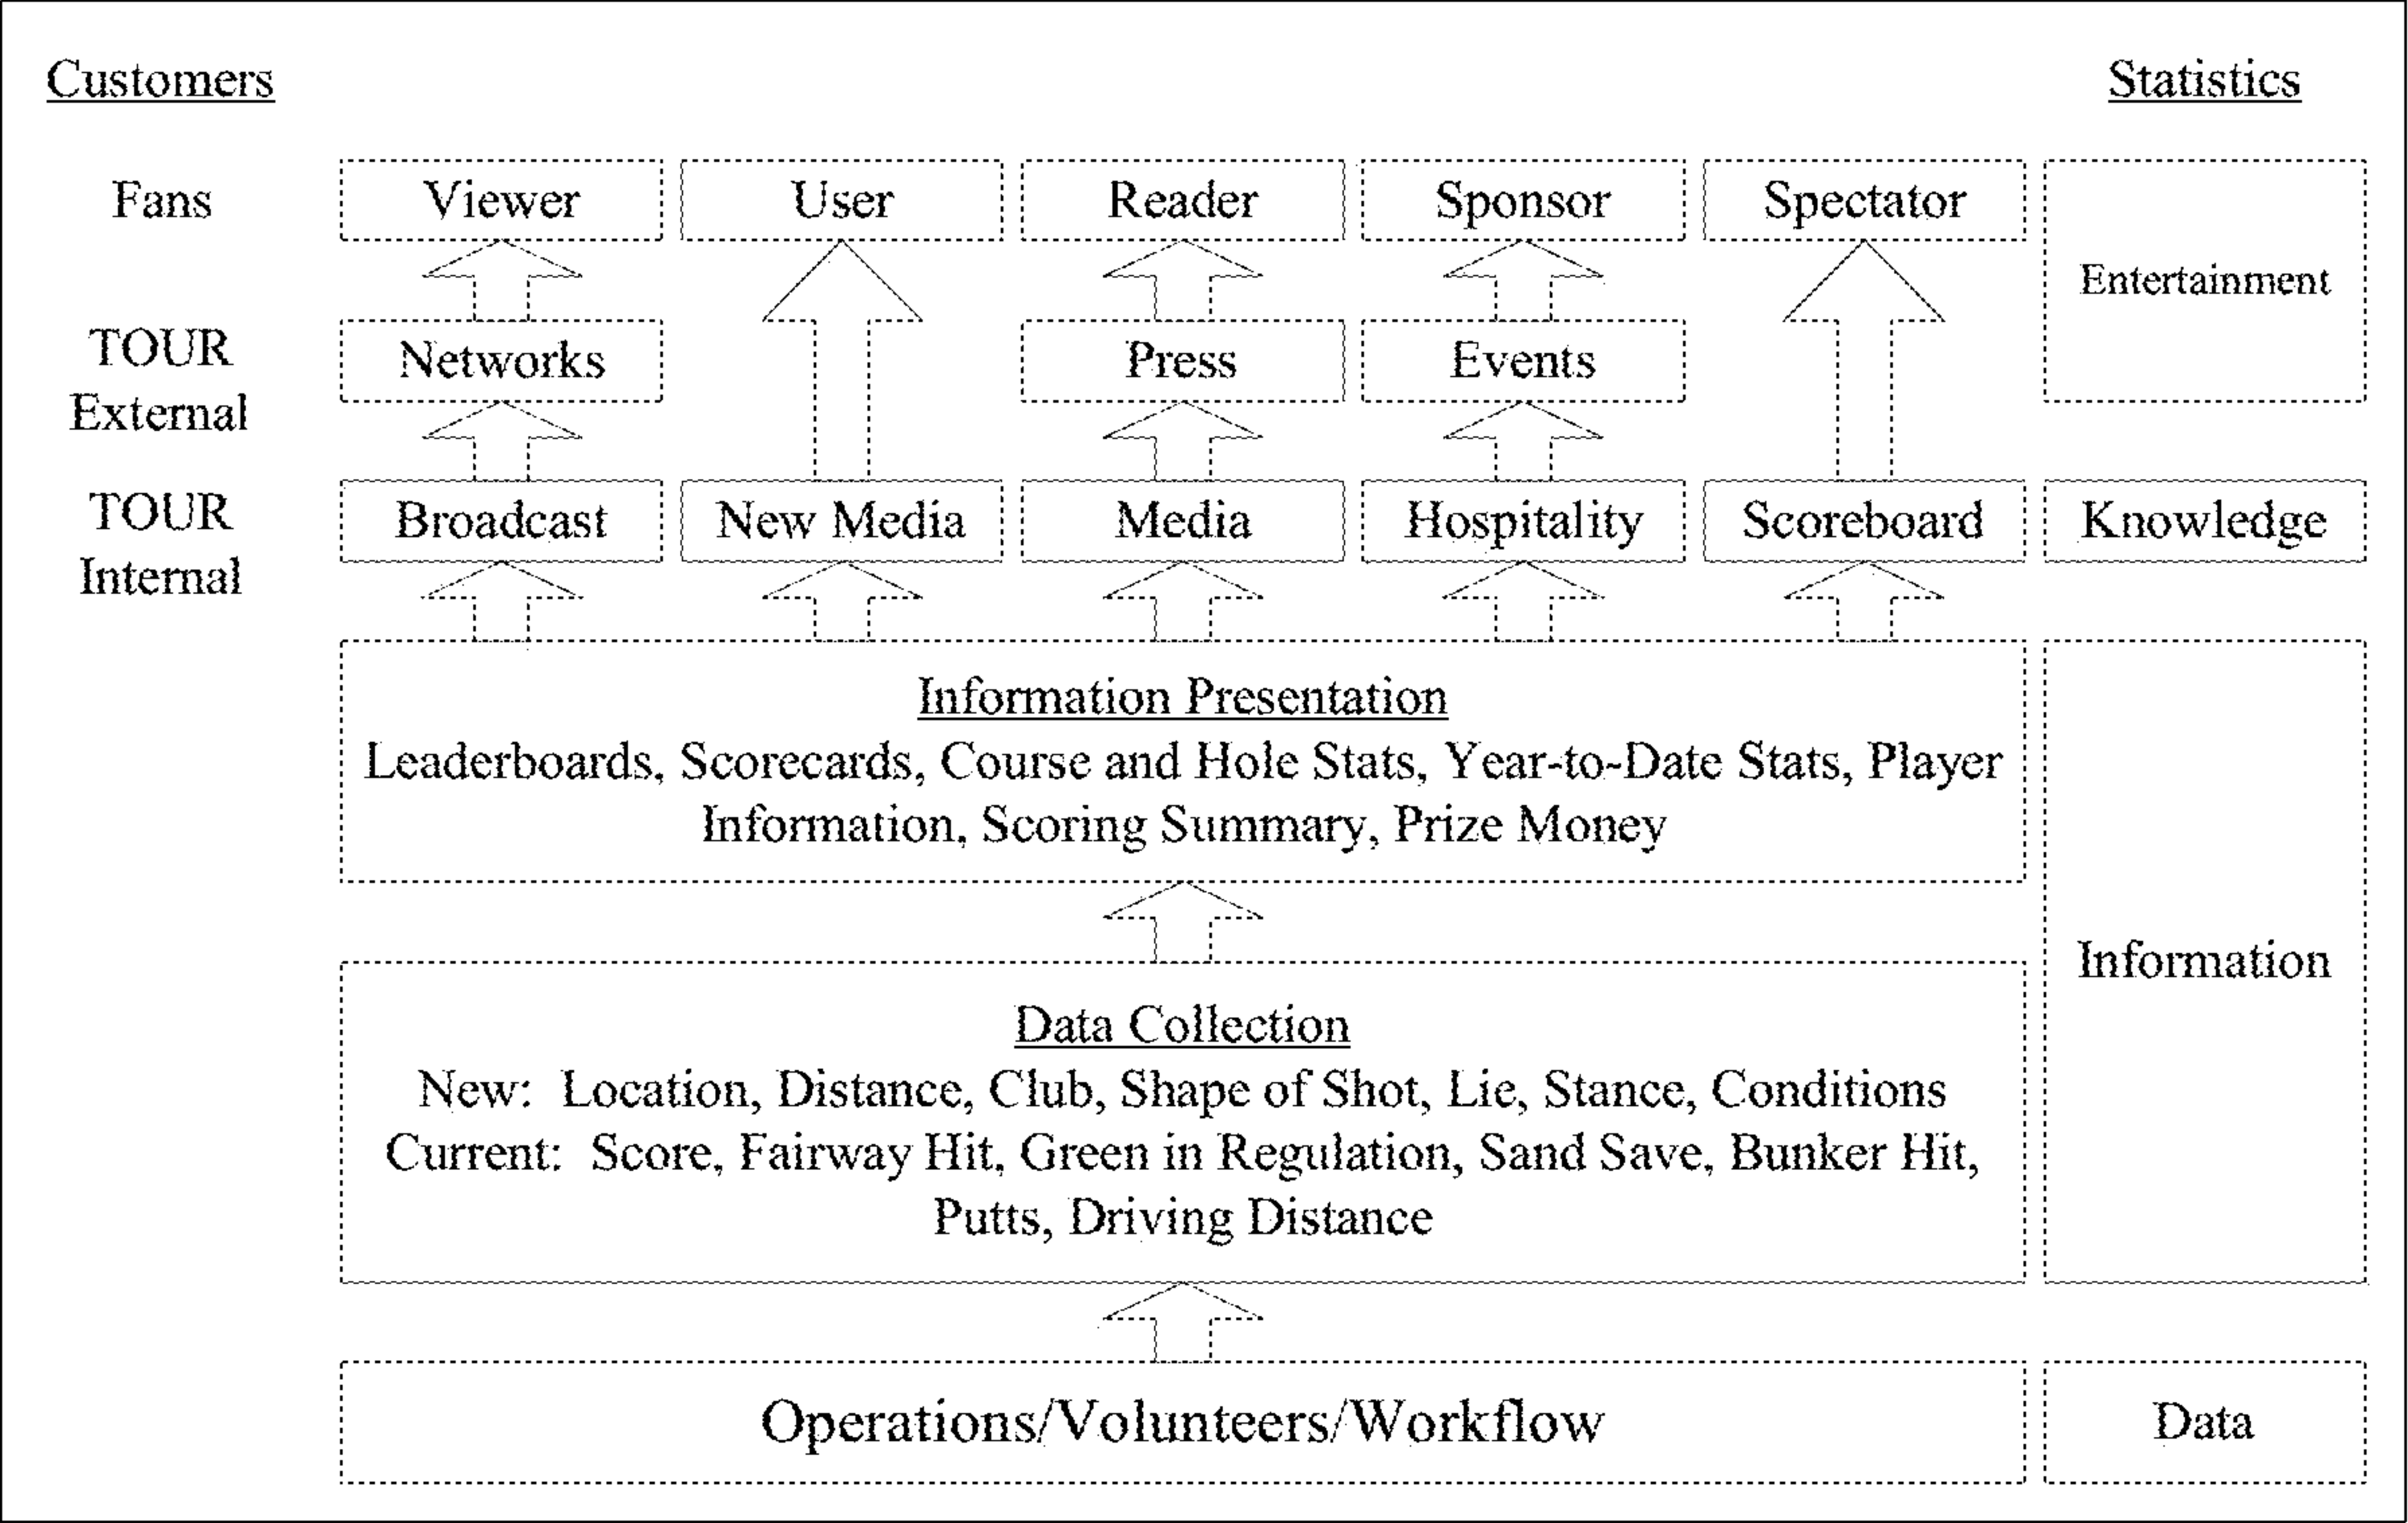 Customers
Statistics
Fans
Viewer
User
Reader
Sponsor
Spectator
Entertainment
TOUR
External
Networks
Press
Events
TOUR
Internal
Broadcast
New Media
Media
Hospitality
Scoreboard
Knowledge
Information Presentation
Leaderboards, Scorecards, Course and Hole Stats, Year-to-Date Stats, Player
Information, Scoring Summary, Prize Money
Information
Data Collection
New: Location, Distance, Club, Shape of Shot, Lie, Stance, Conditions
Current: Score, Fairway Hit, Green in Regulation, Sand Save, Bunker Hit,
Putts, Driving Distance
Operations/Volunteers/Workflow
Data